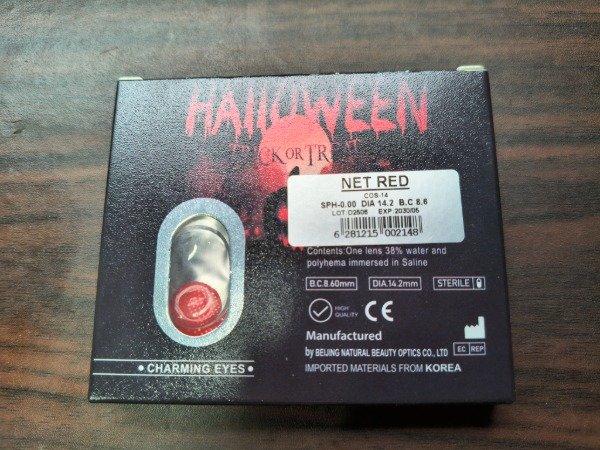 HALLOWEEN
TRICK OR TREAT
NET RED
COS-14
SPH-0.00 DIA 14.2 B.C 8.6
LOT:D2506 EXP:2030/05
6 281215 002148
Contents:One lens 38% water and
polyhema immersed in Saline
B.C.8.60mm DIA.14.2mm STERILE
HIGH
QUALITY
CE
Manufactured
by BEIJING NATURAL BEAUTY OPTICS CO., LTD
EC REP
IMPORTED MATERIALS FROM KOREA
• CHARMING EYES •